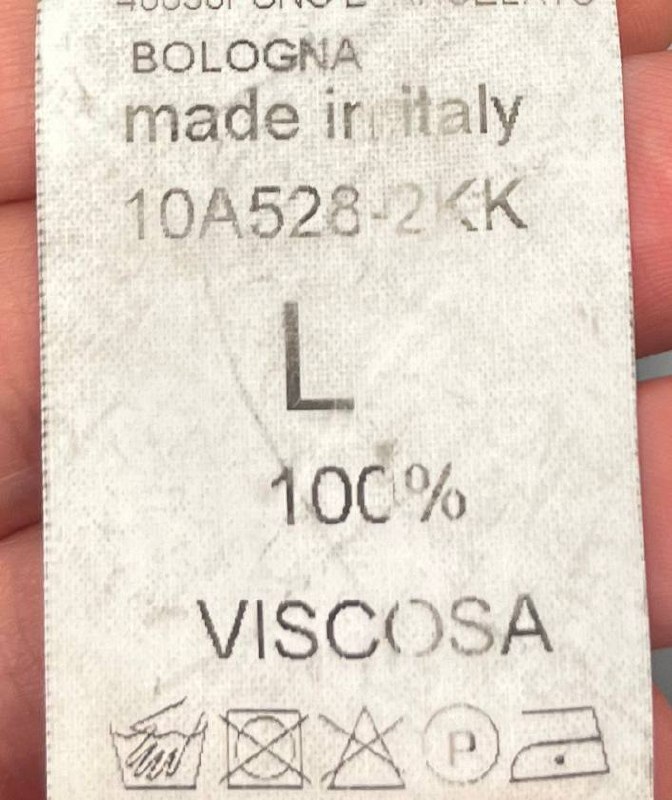 BOLOGNA
made in italy
10A528-2KK
L
100%
VISCOSA
P